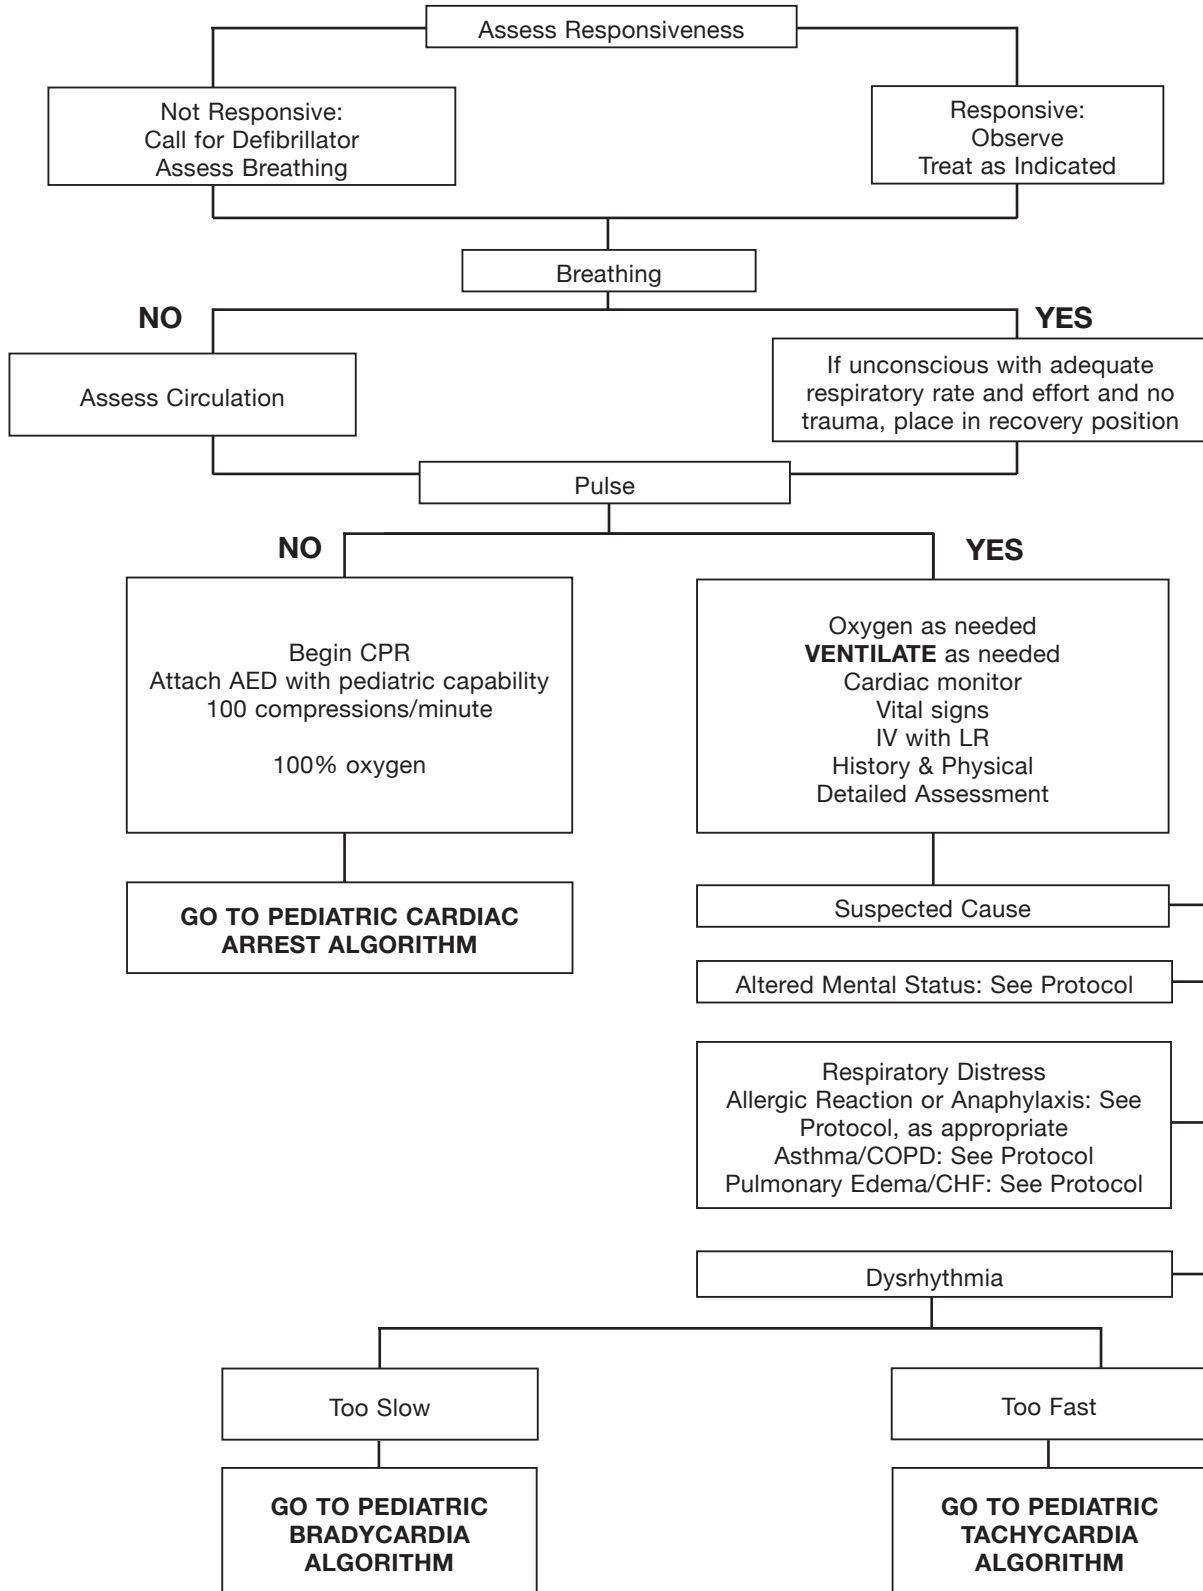 Assess Responsiveness
Not Responsive:
Call for Defibrillator
Assess Breathing
Responsive:
Observe
Treat as Indicated
Breathing
NO
YES
Assess Circulation
If unconscious with adequate
respiratory rate and effort and no
trauma, place in recovery position
Pulse
NO
YES
Begin CPR
Attach AED with pediatric capability
100 compressions/minute
100% oxygen
Oxygen as needed
VENTILATE as needed
Cardiac monitor
Vital signs
IV with LR
History & Physical
Detailed Assessment
GO TO PEDIATRIC CARDIAC
ARREST ALGORITHM
Suspected Cause
Altered Mental Status: See Protocol
Respiratory Distress
Allergic Reaction or Anaphylaxis: See
Protocol, as appropriate
Asthma/COPD: See Protocol
Pulmonary Edema/CHF: See Protocol
Dysrhythmia
Too Slow
Too Fast
GO TO PEDIATRIC
BRADYCARDIA
ALGORITHM
GO TO PEDIATRIC
TACHYCARDIA
ALGORITHM